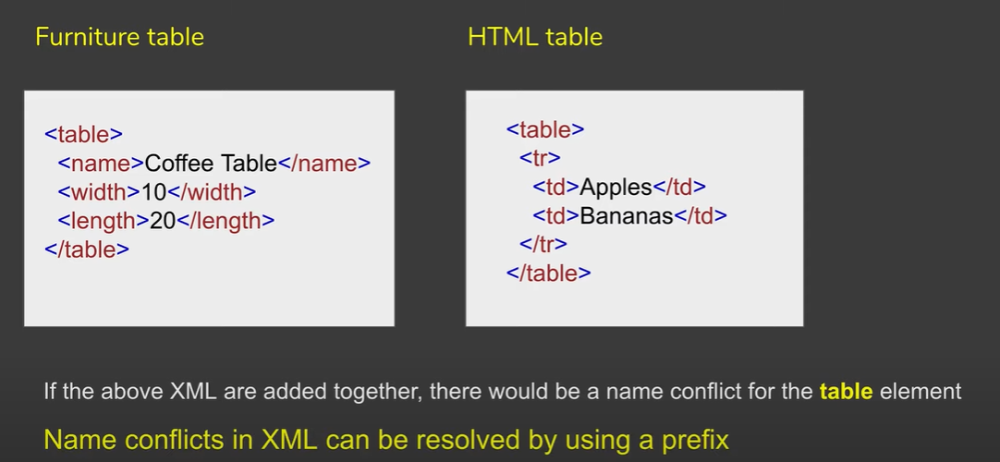 Furniture table
HTML table
<table>
<name>Coffee Table</name>
<width>10</width>
<length>20</length>
</table>
<table>
<tr>
<td>Apples</td>
<td>Bananas</td>
</tr>
</table>
If the above XML are added together, there would be a name conflict for the table element
Name conflicts in XML can be resolved by using a prefix